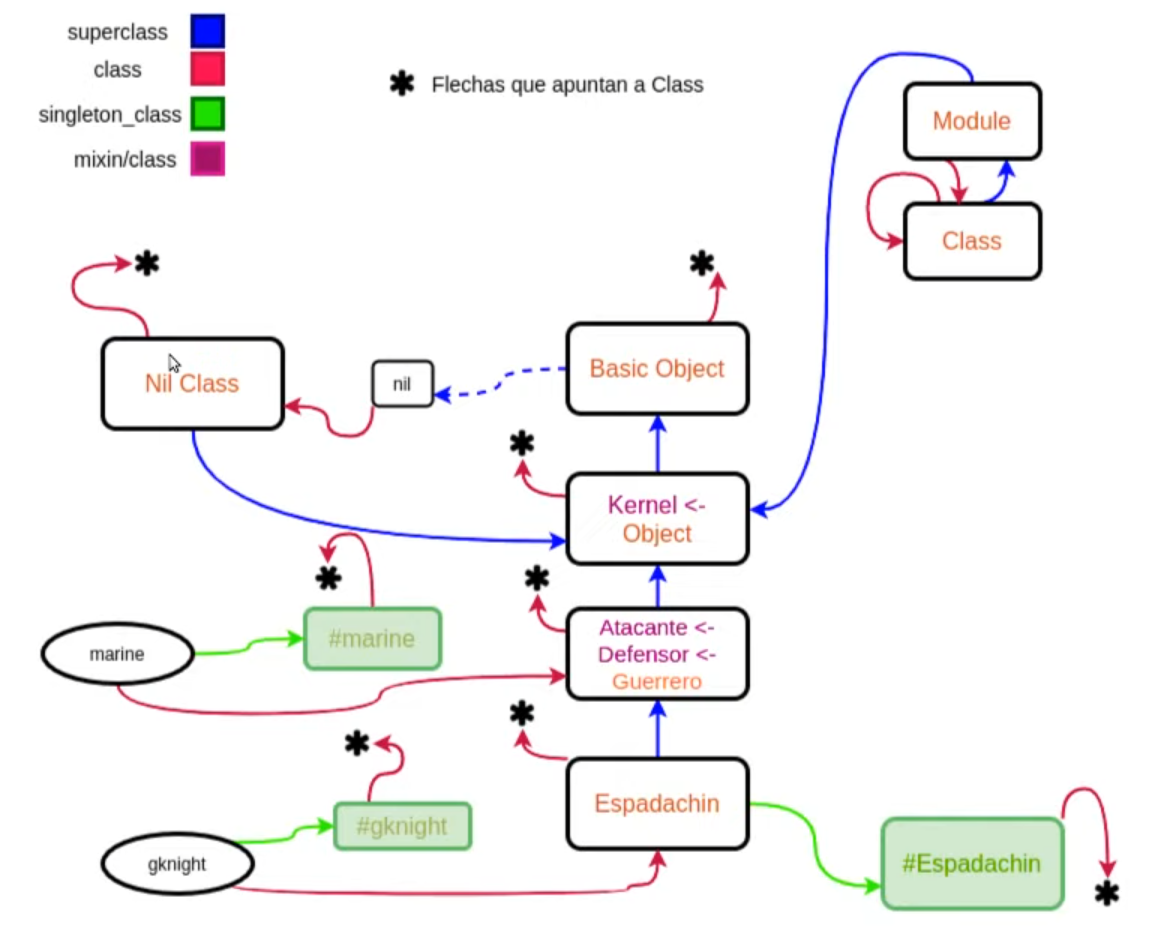 superclass
class
singleton_class
mixin/class
✱ Flechas que apuntan a Class
Module
Class
Nil Class
nil
Basic Object
Kernel <-
Object
marine
#marine
Atacante <-
Defensor <-
Guerrero
gknight
#gknight
Espadachin
#Espadachin